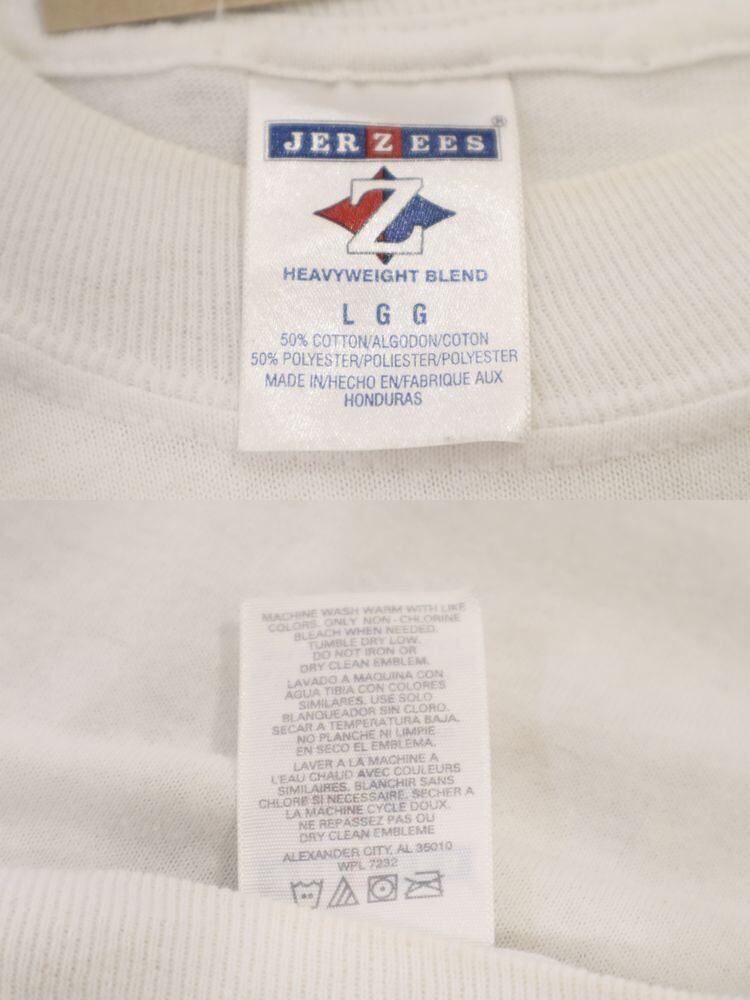 JERZEES®
Z
HEAVYWEIGHT BLEND
L G G
50% COTTON/ALGODON/COTON
50% POLYESTER/POLIESTER/POLYESTER
MADE IN/HECHO EN/FABRIQUE AUX
HONDURAS
MACHINE WASH WARM WITH LIKE
COLORS. ONLY NON - CHLORINE
BLEACH WHEN NEEDED.
TUMBLE DRY LOW.
DO NOT IRON OR
DRY CLEAN EMBLEM.
LAVADO A MAQUINA CON
AGUA TIBIA CON COLORES
SIMILARES. USE SOLO
BLANQUEADOR SIN CLORO.
SECAR A TEMPERATURA BAJA.
NO PLANCHE NI LIMPIE
EN SECO EL EMBLEMA.
LAVER A LA MACHINE A
L'EAU CHAUD AVEC COULEURS
SIMILAIRES. BLANCHIR SANS
CHLORE SI NECESSAIRE. SECHER A
LA MACHINE CYCLE DOUX.
NE REPASSEZ PAS OU
DRY CLEAN EMBLEME
ALEXANDER CITY, AL 35010
WPL 7232